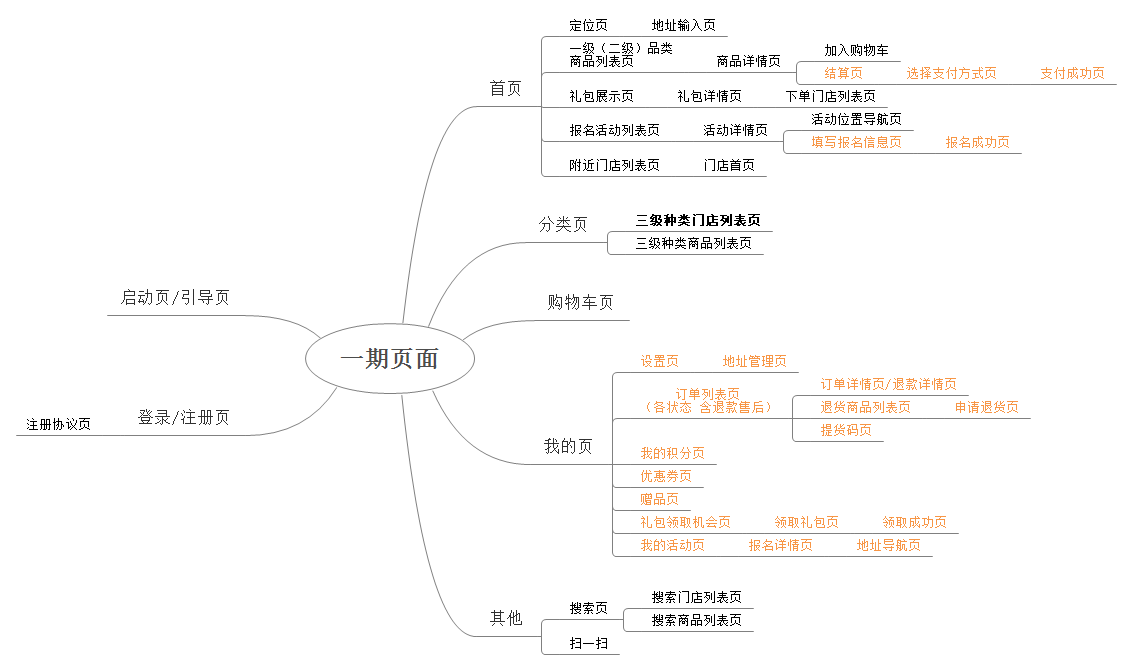 一期页面
启动页/引导页
登录/注册页
注册协议页
首页
定位页
地址输入页
一级（二级）品类
商品列表页
商品详情页
加入购物车
结算页
选择支付方式页
支付成功页
礼包展示页
礼包详情页
下单门店列表页
报名活动列表页
活动详情页
活动位置导航页
填写报名信息页
报名成功页
附近门店列表页
门店首页
分类页
三级种类门店列表页
三级种类商品列表页
购物车页
我的页
设置页
地址管理页
订单列表页
（各状态 含退款售后）
订单详情页/退款详情页
退货商品列表页
申请退货页
提货码页
我的积分页
优惠券页
赠品页
礼包领取机会页
领取礼包页
领取成功页
我的活动页
报名详情页
地址导航页
其他
搜索页
搜索门店列表页
搜索商品列表页
扫一扫